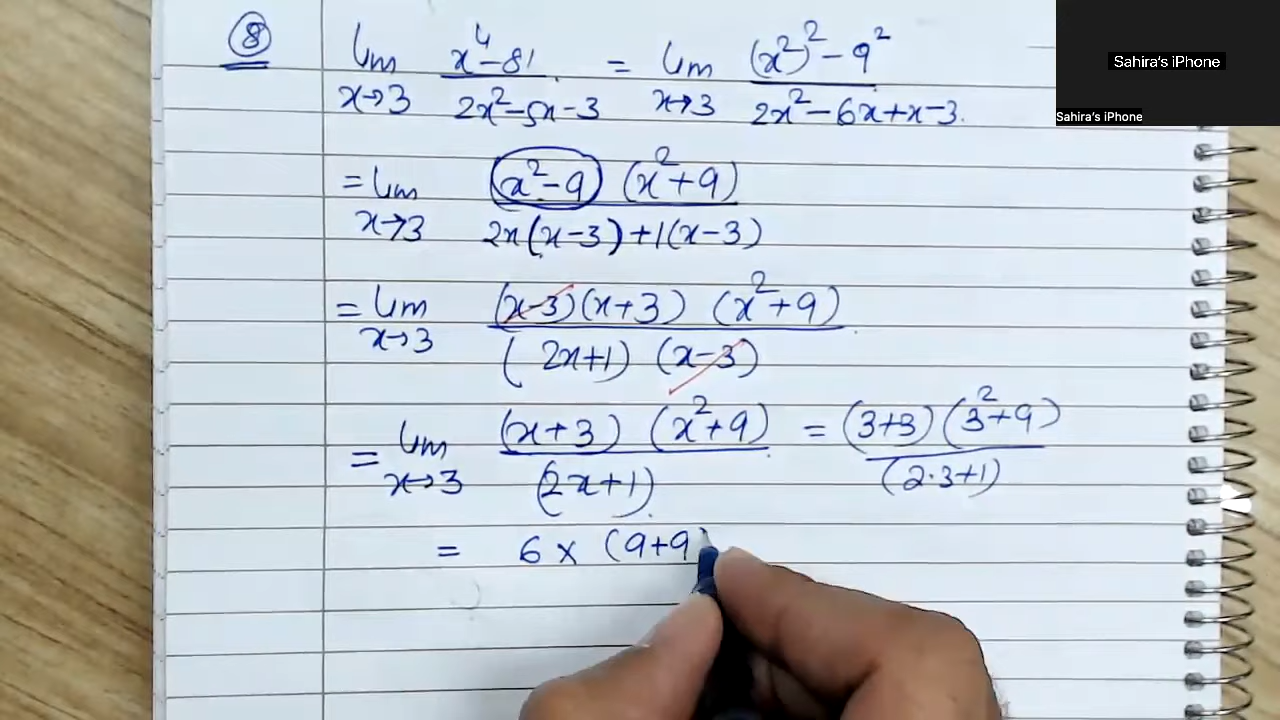 ⑧ lim x→3 x⁴-81 / 2x²-5x-3 = lim x→3 (x²)²-9² / 2x²-6x+x-3.
= lim x→3 (x²-9) (x²+9) / 2x(x-3)+1(x-3)
= lim x→3 (x-3)(x+3) (x²+9) / (2x+1) (x-3)
= lim x→3 (x+3) (x²+9) / (2x+1) = (3+3)(3²+9) / (2·3+1)
= 6 × (9+9)
Sahira's iPhone
Sahira's iPhone